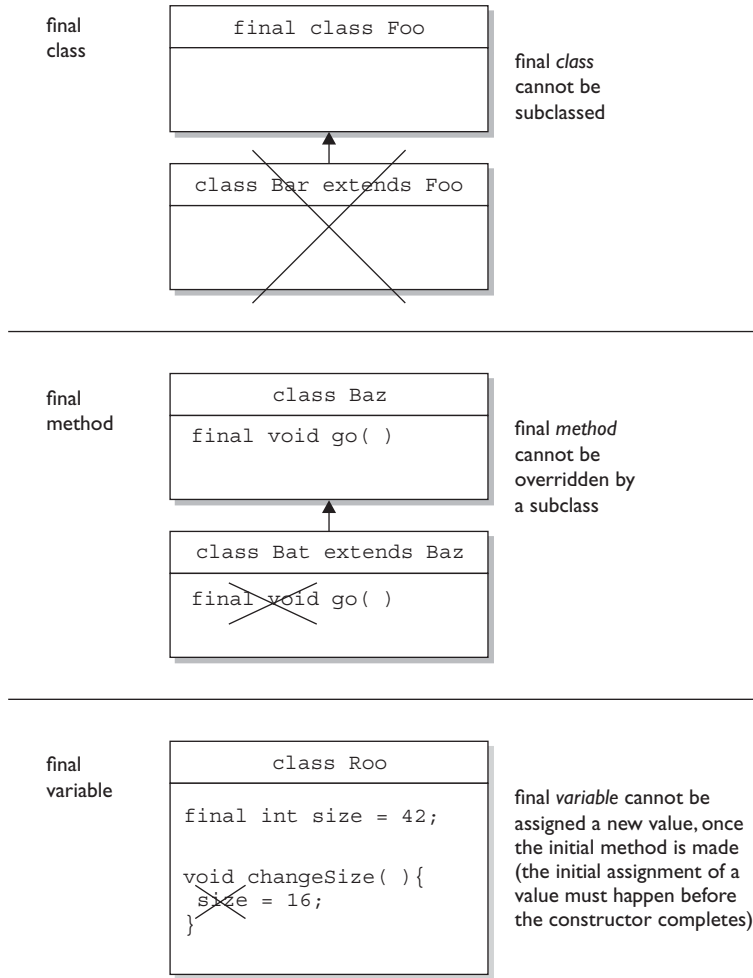 final
class
final class Foo
final class
cannot be
subclassed
class Bar extends Foo
final
method
class Baz
final void go( )
final method
cannot be
overridden by
a subclass
class Bat extends Baz
final void go( )
final
variable
class Roo
final int size = 42;
void changeSize( ){
size = 16;
}
final variable cannot be
assigned a new value, once
the initial method is made
(the initial assignment of a
value must happen before
the constructor completes)